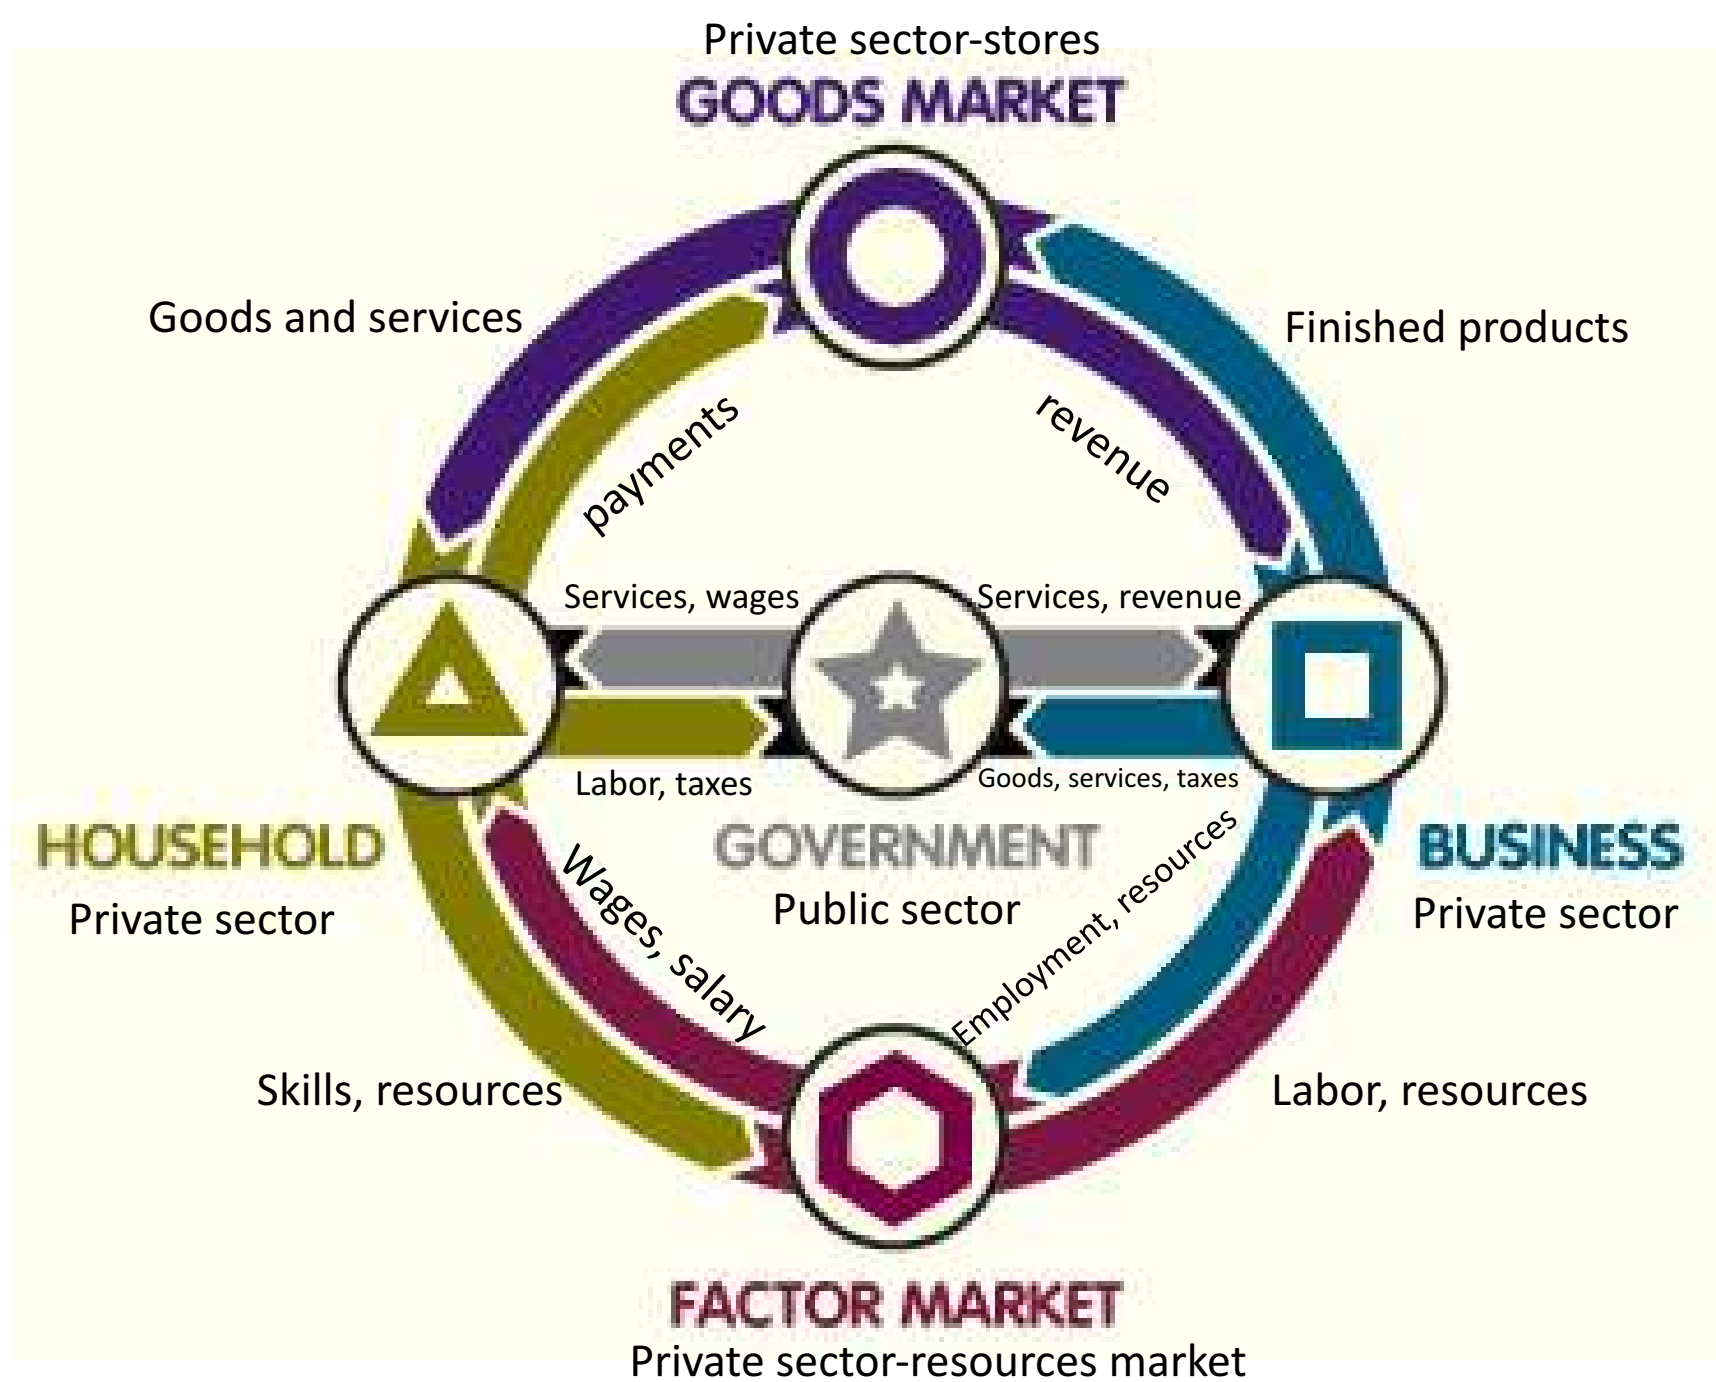 Private sector-stores
GOODS MARKET
Goods and services
Finished products
payments
revenue
Services, wages
Services, revenue
Labor, taxes
Goods, services, taxes
HOUSEHOLD
Private sector
GOVERNMENT
Public sector
BUSINESS
Private sector
Wages, salary
Employment, resources
Skills, resources
Labor, resources
FACTOR MARKET
Private sector-resources market